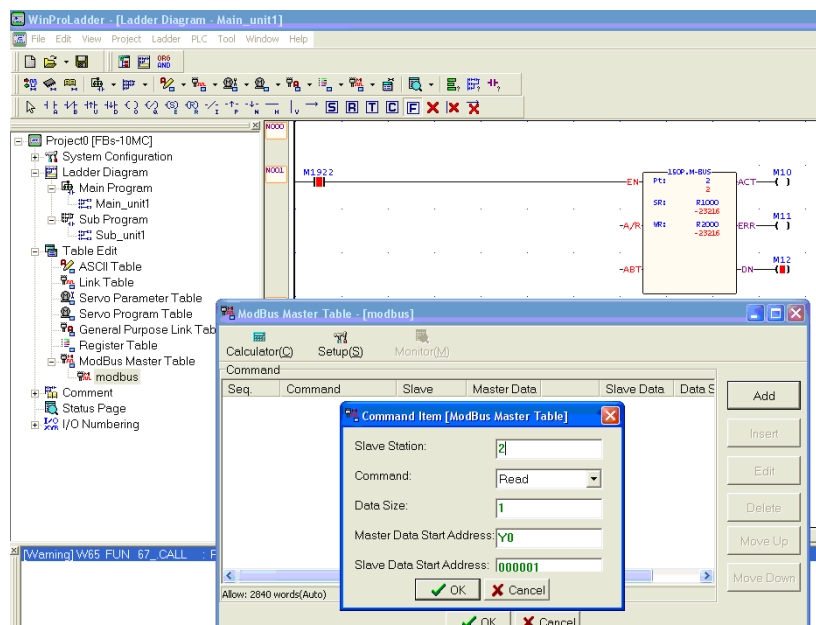 WinProLadder - [Ladder Diagram - Main_unit1]
File Edit View Project Ladder PLC Tool Window Help
ORG
AND
S R T C F
Project0 [FBs-10MC]
System Configuration
Ladder Diagram
Main Program
Main_unit1
Sub Program
Sub_unit1
Table Edit
ASCII Table
Link Table
Servo Parameter Table
Servo Program Table
General Purpose Link Tab
Register Table
ModBus Master Table
modbus
Comment
Status Page
I/O Numbering
N000
N001
M1922
EN
150P.M-BUS
Pt: 2
2
SR: R1000
-23216
WR: R2000
-23216
A/R
ABT
ACT
M10
ERR
M11
DN
M12
[Warning] W65 FUN 67_.CALL : F
ModBus Master Table - [modbus]
Calculator(C) Setup(S) Monitor(M)
Command
Seq. Command Slave Master Data Slave Data Data S
Add
Insert
Edit
Delete
Move Up
Move Down
Allow: 2840 words(Auto)
OK Cancel
Command Item [ModBus Master Table]
Slave Station: 2
Command: Read
Data Size: 1
Master Data Start Address: Y0
Slave Data Start Address: 000001
OK Cancel